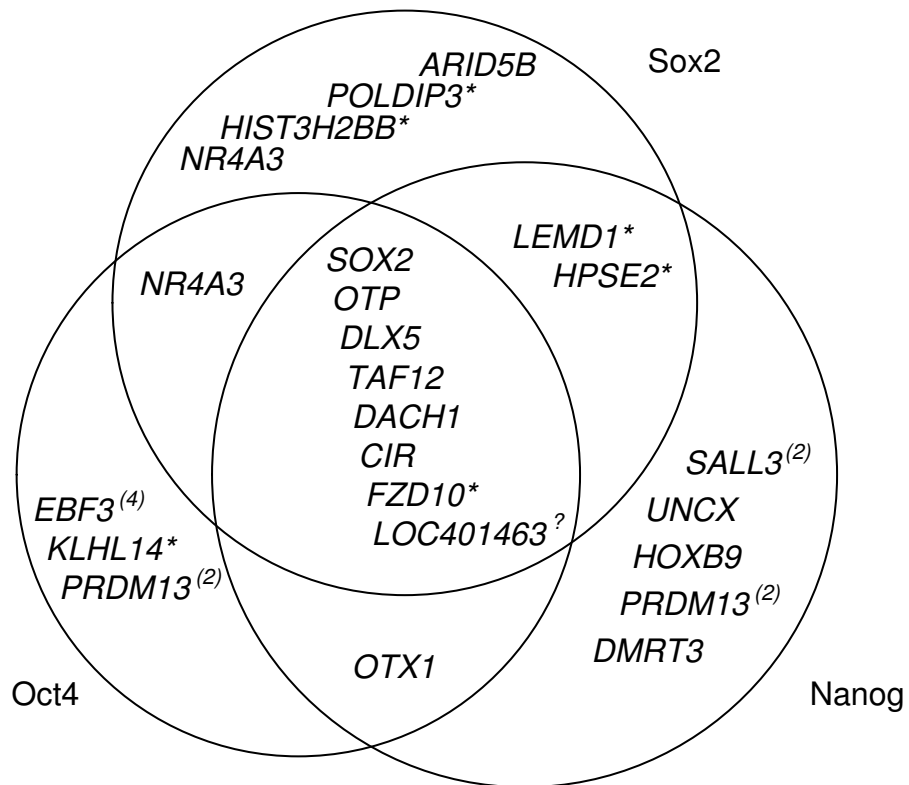 ARID5B
Sox2
POLDIP3*
HIST3H2BB*
NR4A3
LEMD1*
HPSE2*
NR4A3
SOX2
OTP
DLX5
TAF12
DACH1
CIR
FZD10*
LOC401463?
SALL3(2)
UNCX
HOXB9
PRDM13(2)
DMRT3
EBF3(4)
KLHL14*
PRDM13(2)
OTX1
Oct4
Nanog